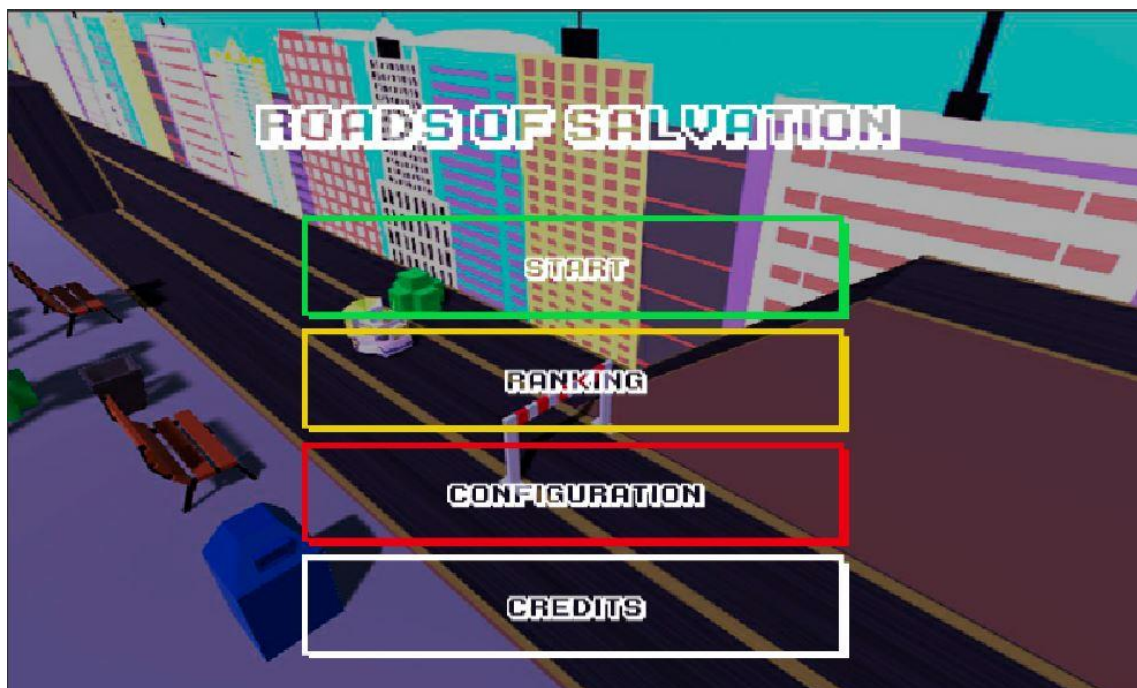 ROADS OF SALVATION
START
RANKING
CONFIGURATION
CREDITS